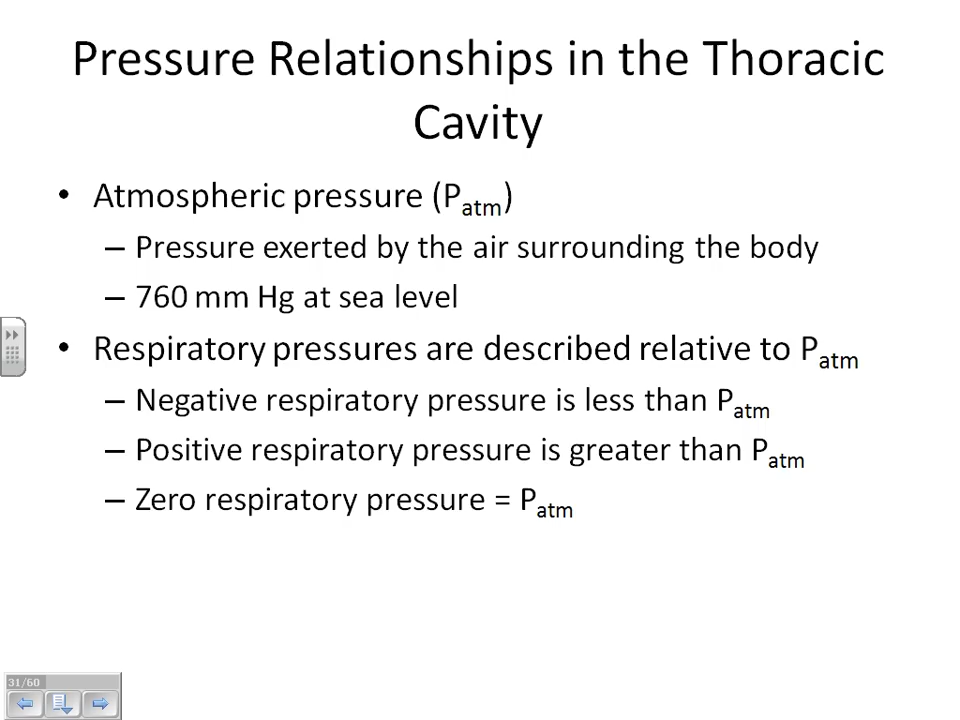 Pressure Relationships in the Thoracic
Cavity
• Atmospheric pressure (Patm)
– Pressure exerted by the air surrounding the body
– 760 mm Hg at sea level
• Respiratory pressures are described relative to Patm
– Negative respiratory pressure is less than Patm
– Positive respiratory pressure is greater than Patm
– Zero respiratory pressure = Patm
31/60